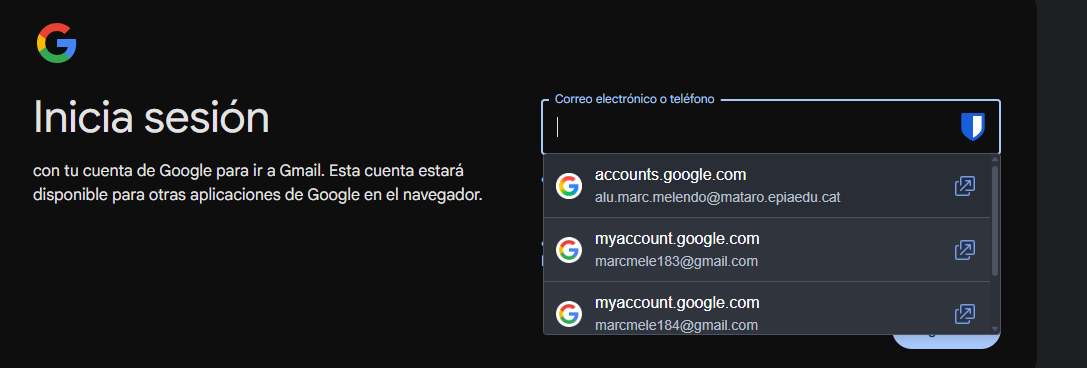 Inicia sesión
con tu cuenta de Google para ir a Gmail. Esta cuenta estará
disponible para otras aplicaciones de Google en el navegador.
Correo electrónico o teléfono
accounts.google.com
alu.marc.melendo@mataro.epiaedu.cat
myaccount.google.com
marcmele183@gmail.com
myaccount.google.com
marcmele184@gmail.com